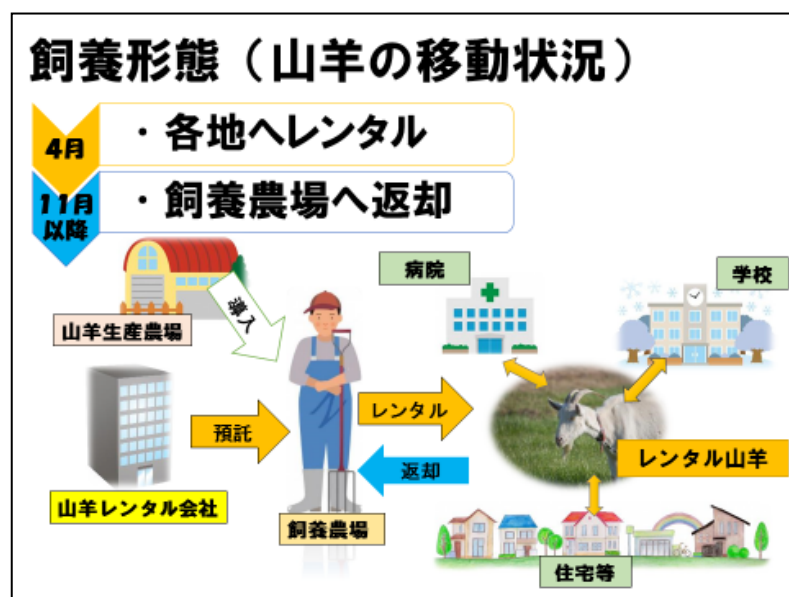 飼養形態(山羊の移動状況)
4月
・各地へレンタル
11月
以降
・飼養農場へ返却
病院
学校
山羊生産農場
導入
預託
レンタル
返却
レンタル山羊
山羊レンタル会社
飼養農場
住宅等